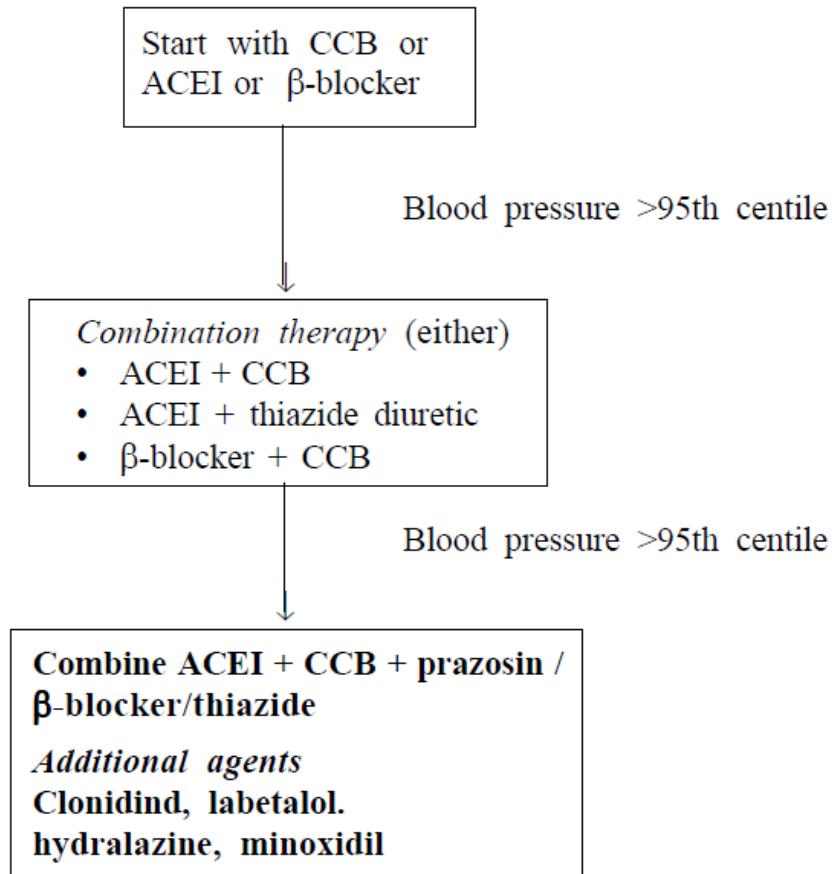 Start with CCB or
ACEI or β-blocker
Blood pressure >95th centile
Combination therapy (either)
• ACEI + CCB
• ACEI + thiazide diuretic
• β-blocker + CCB
Blood pressure >95th centile
Combine ACEI + CCB + prazosin /
β-blocker/thiazide
Additional agents
Clonidind, labetalol.
hydralazine, minoxidil